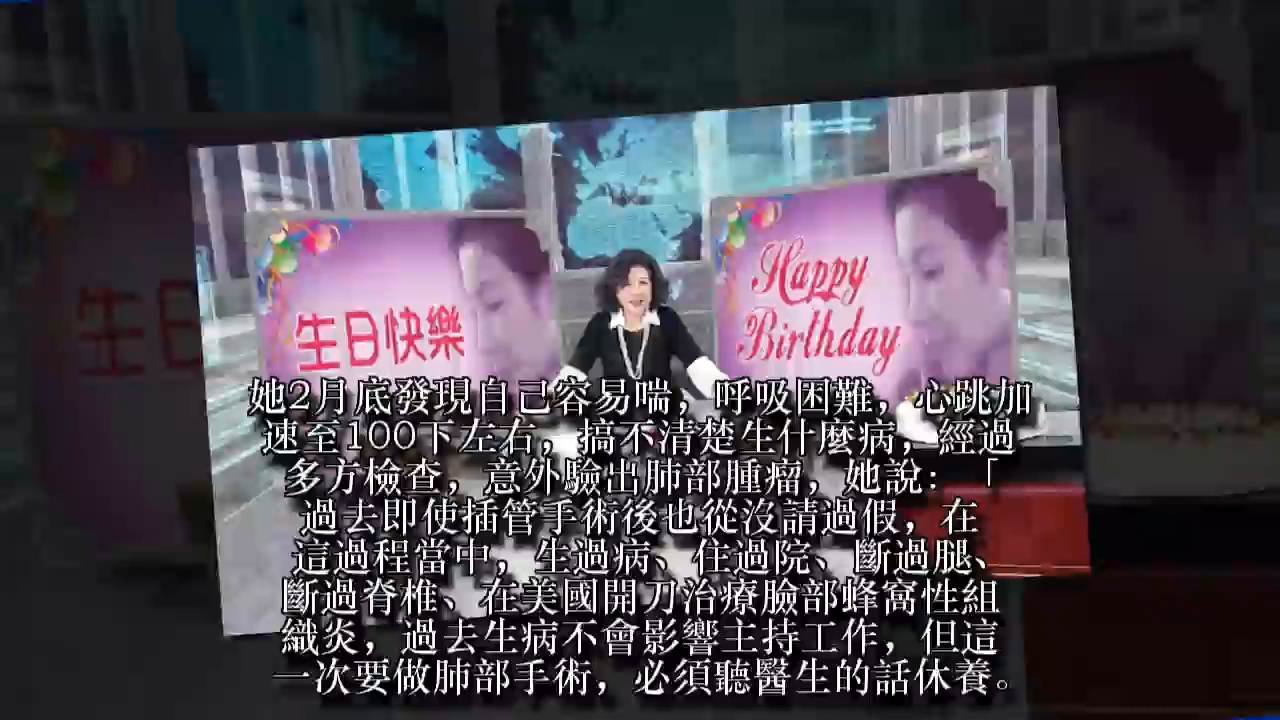 生日快樂
Happy
Birthday
生日
她2月底發現自己容易喘，呼吸困難，心跳加
速至100下左右，搞不清楚生什麼病，經過
多方檢查，意外驗出肺部腫瘤，她說：「
過去即使插管手術後也從沒請過假，在
這過程當中，生過病、住過院、斷過腿、
斷過脊椎、在美國開刀治療臉部蜂窩性組
織炎，過去生病不會影響主持工作，但這
一次要做肺部手術，必須聽醫生的話休養。